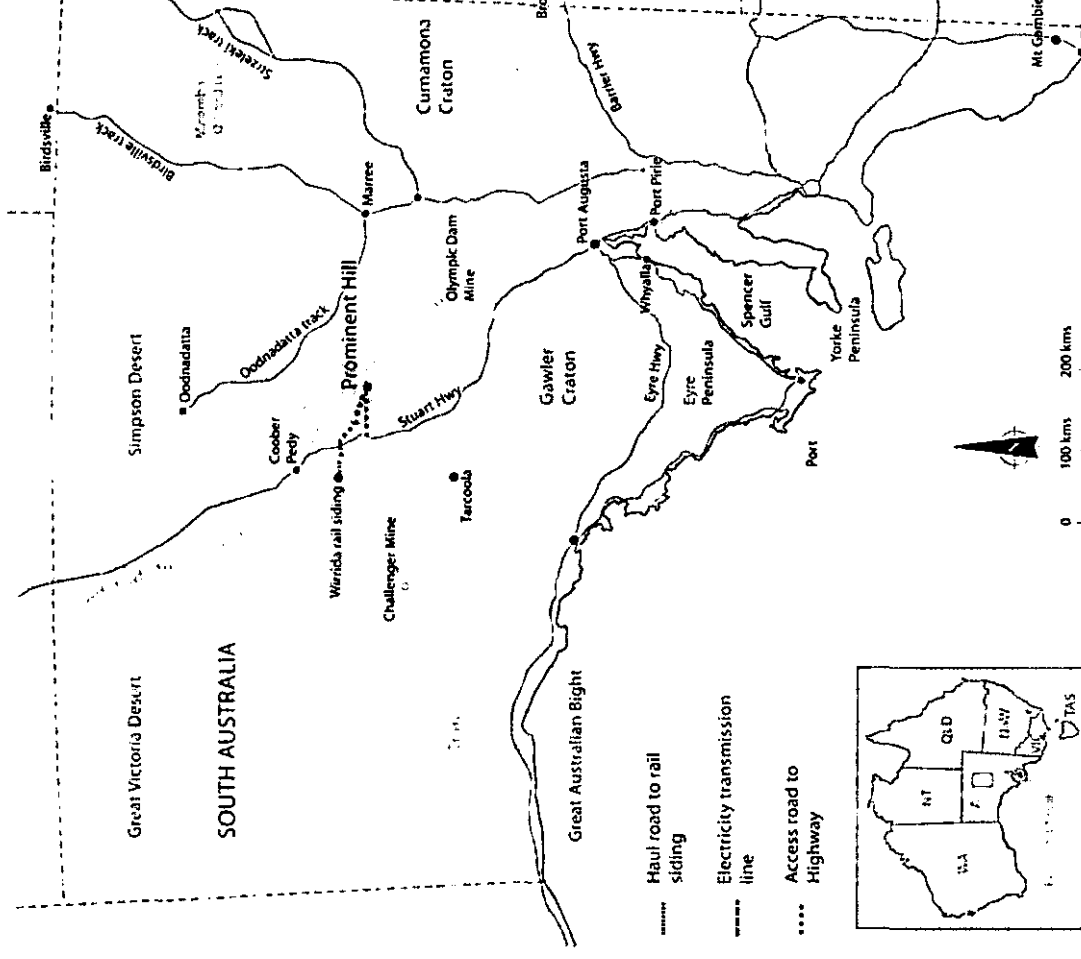 Birdsville
Bro
Birdsville track
Strzeleki track
Simpson Desert
Oodnadatta
Oodnadatta track
Marree
Curnamona
Craton
Barrier Hwy
Great Victoria Desert
SOUTH AUSTRALIA
Coober
Pedy
Wirrida rail siding
Prominent Hill
Challenger Mine
Tarcoola
Stuart Hwy
Olympic Dam
Mine
Gawler
Craton
Port Augusta
Port Pirie
Whyalla
Eyre Hwy
Eyre
Peninsula
Spencer
Gulf
Yorke
Peninsula
Port
Mt Gambie
Great Australian Bight
Haul road to rail
siding
Electricity transmission
line
Access road to
Highway
0 100 kms 200 kms
WA
NT
QLD
NSW
VIC
TAS